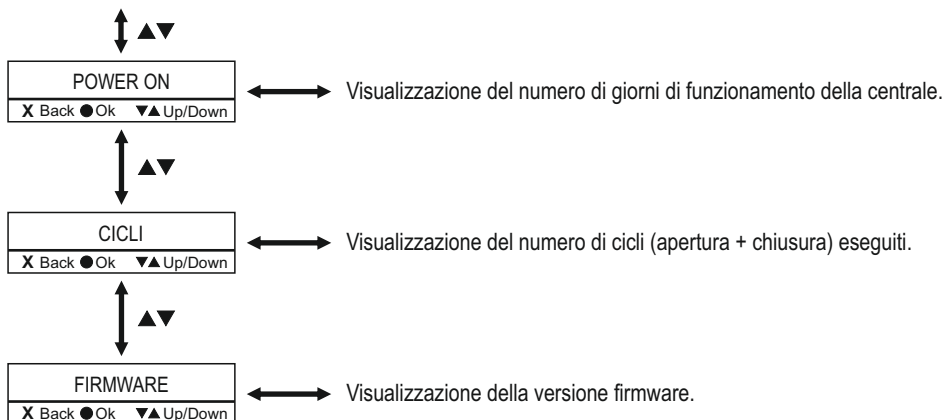 ▲▼
POWER ON
X Back ● Ok ▼▲ Up/Down
Visualizzazione del numero di giorni di funzionamento della centrale.
▲▼
CICLI
X Back ● Ok ▼▲ Up/Down
Visualizzazione del numero di cicli (apertura + chiusura) eseguiti.
▲▼
FIRMWARE
X Back ● Ok ▼▲ Up/Down
Visualizzazione della versione firmware.